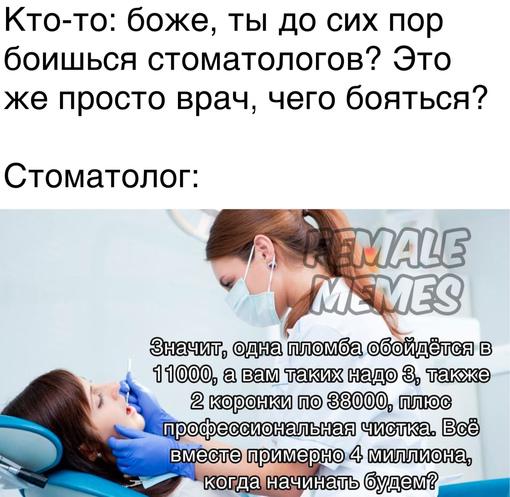 Кто-то: боже, ты до сих пор
боишься стоматологов? Это
же просто врач, чего бояться?
Стоматолог:
FEMALE
MEMES
Значит, одна пломба обойдётся в
11000, а вам таких надо 3, также
2 коронки по 38000, плюс
профессиональная чистка. Всё
вместе примерно 4 миллиона,
когда начинать будем?